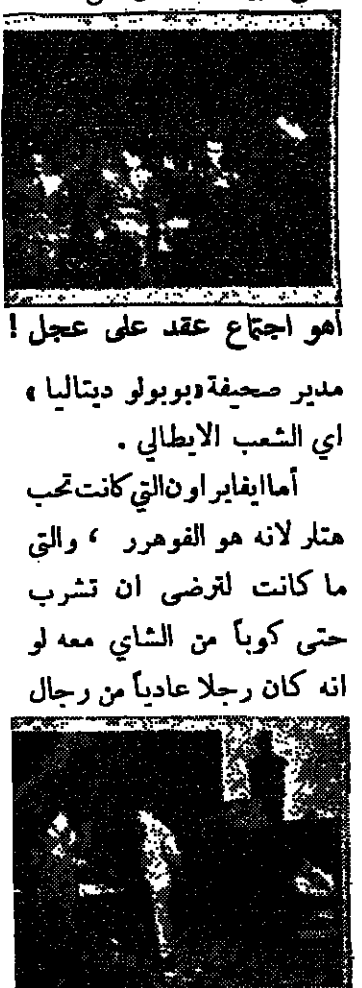 أهو اجتماع عقد على عجل !
مدير صحيفة «بوبولو ديتاليا »
اي الشعب الايطالي .
أما ايفابراون التي كانت تحب
هتلر لانه هو الفوهرر ، والتي
ما كانت لترضى ان تشرب
حتى كوباً من الشاي معه لو
انه كان رجلا عادياً من رجال